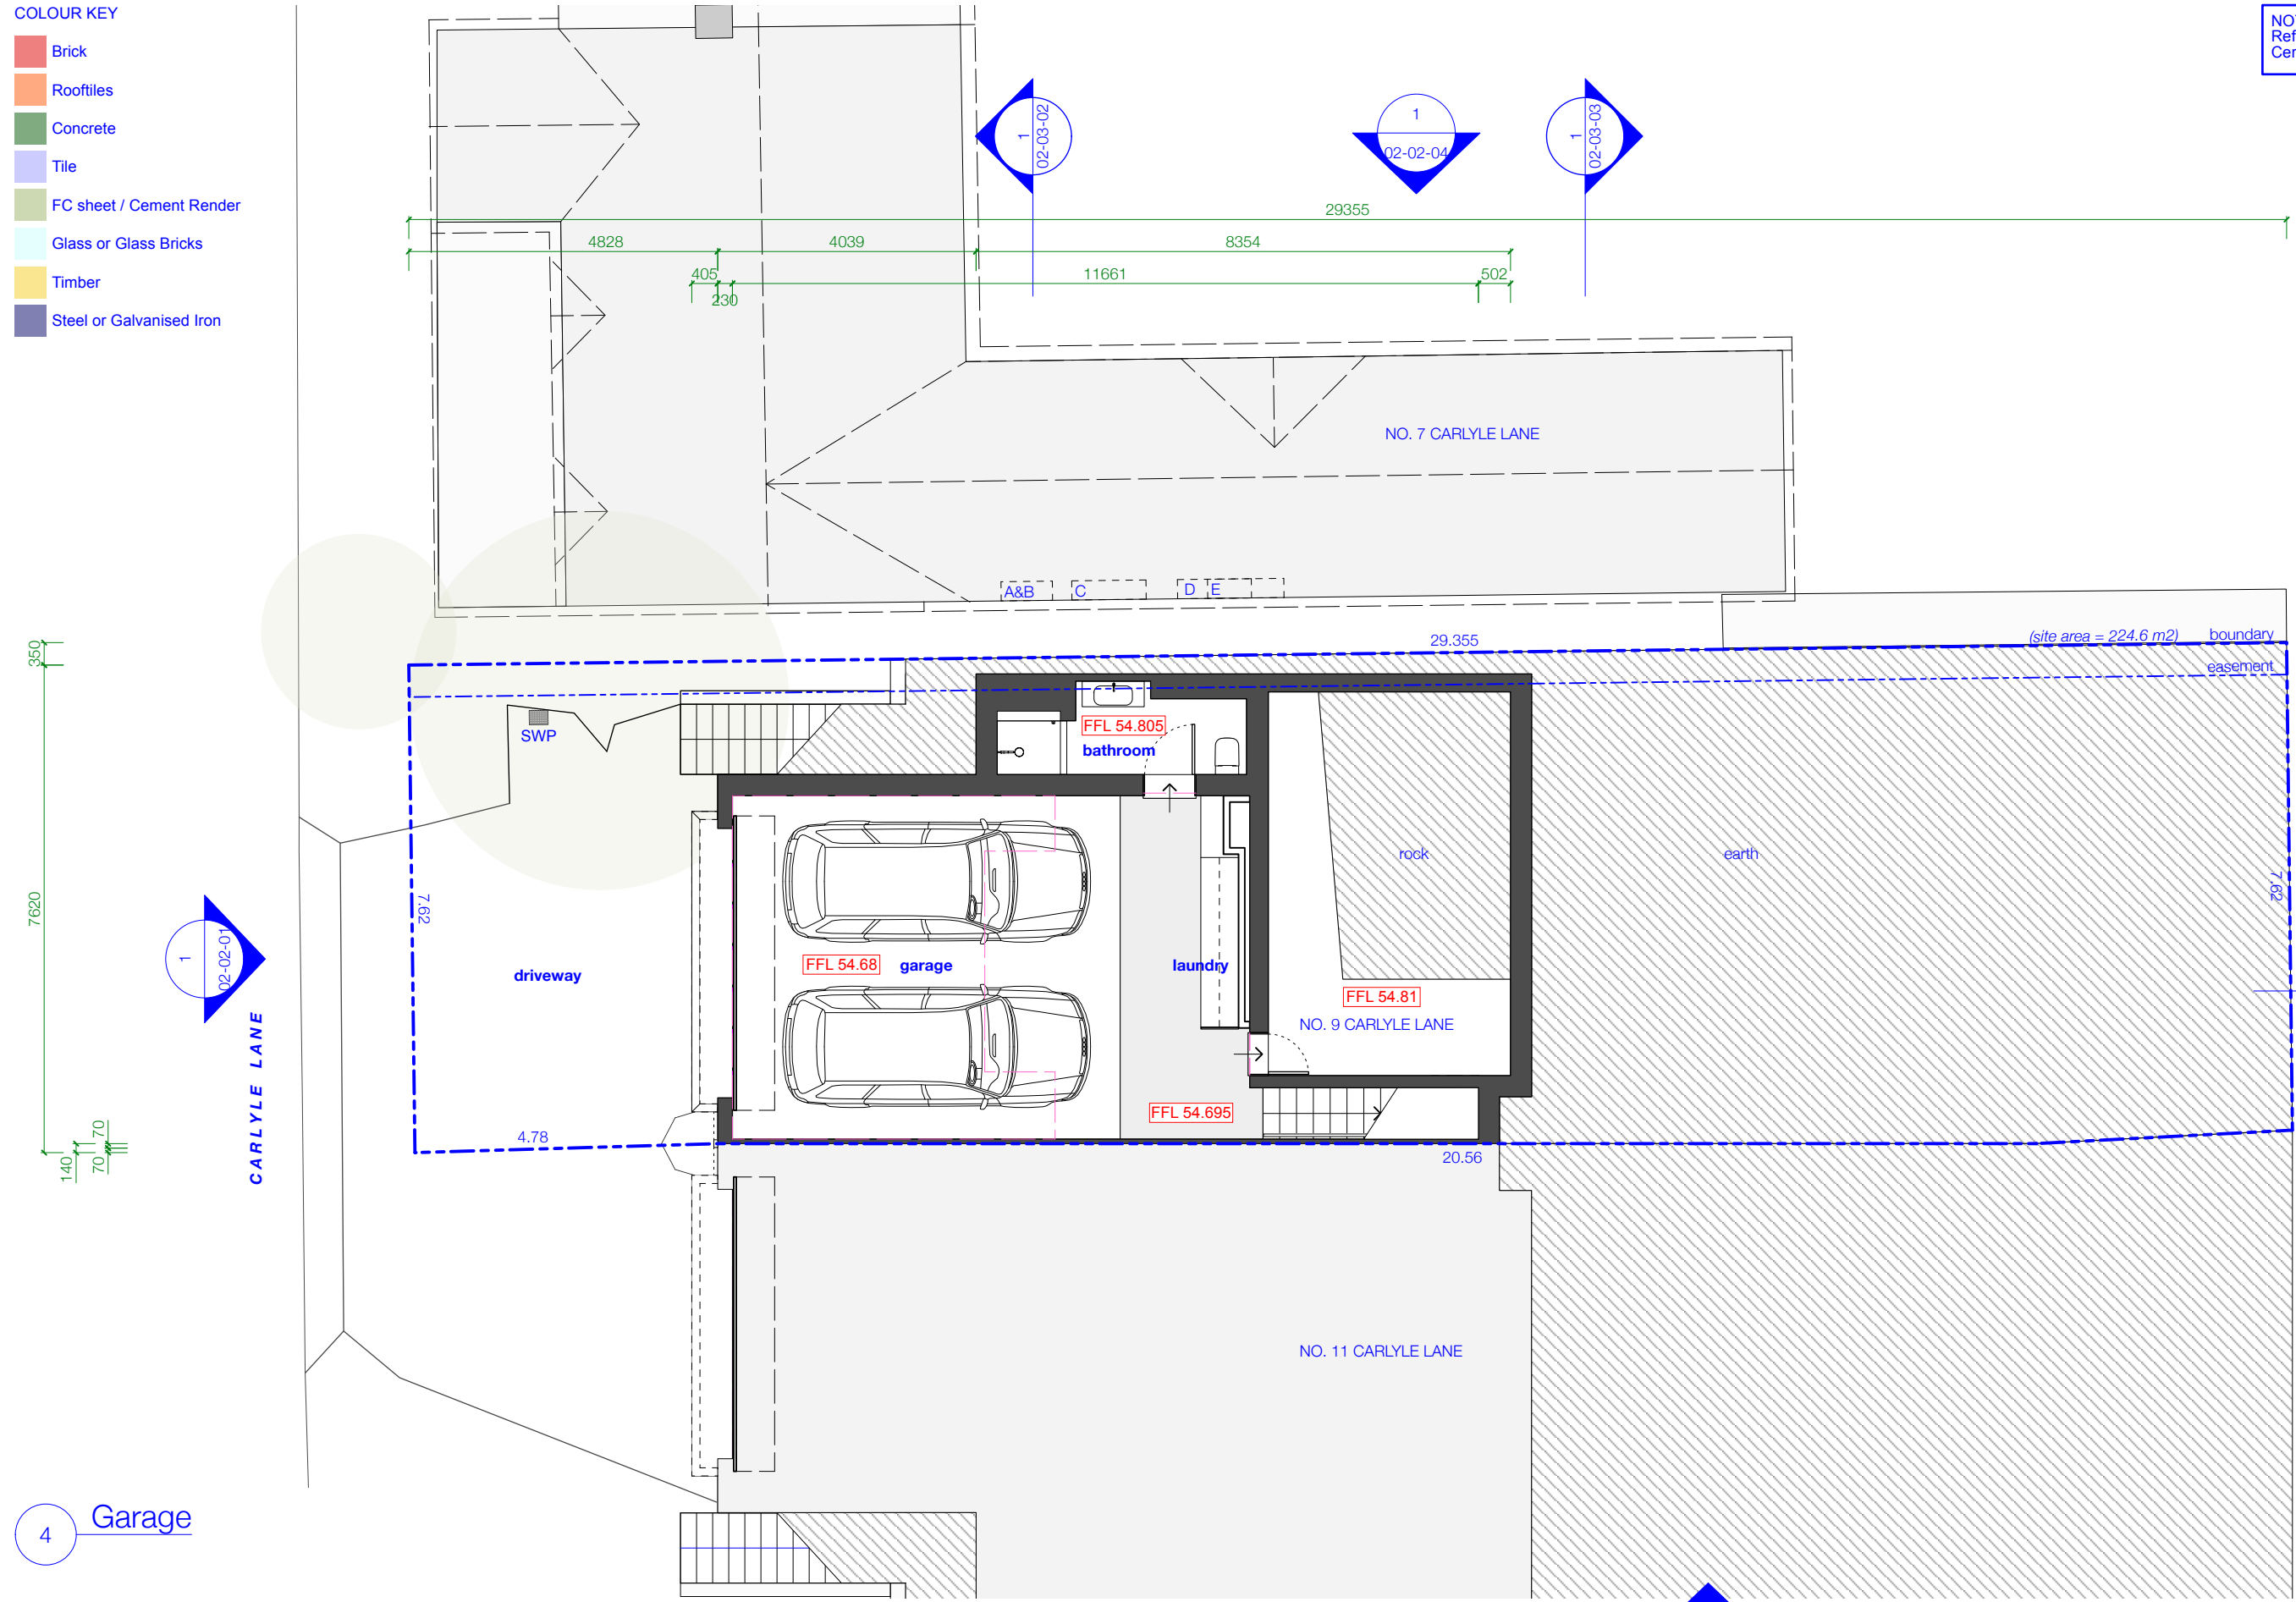 COLOUR KEY
Brick
Rooftiles
Concrete
Tile
FC sheet / Cement Render
Glass or Glass Bricks
Timber
Steel or Galvanised Iron
1
02-03-02
1
02-02-04
1
02-03-03
29355
4828
4039
8354
405
230
11661
502
NO. 7 CARLYLE LANE
A&B
C
D
E
350
7620
70
140
70
29.355
(site area = 224.6 m2)
boundary
easement
SWP
FFL 54.805
bathroom
rock
earth
7.62
7.62
1
02-02-01
driveway
FFL 54.68
garage
laundry
FFL 54.81
NO. 9 CARLYLE LANE
CARLYLE LANE
FFL 54.695
4.78
20.56
NO. 11 CARLYLE LANE
4
Garage